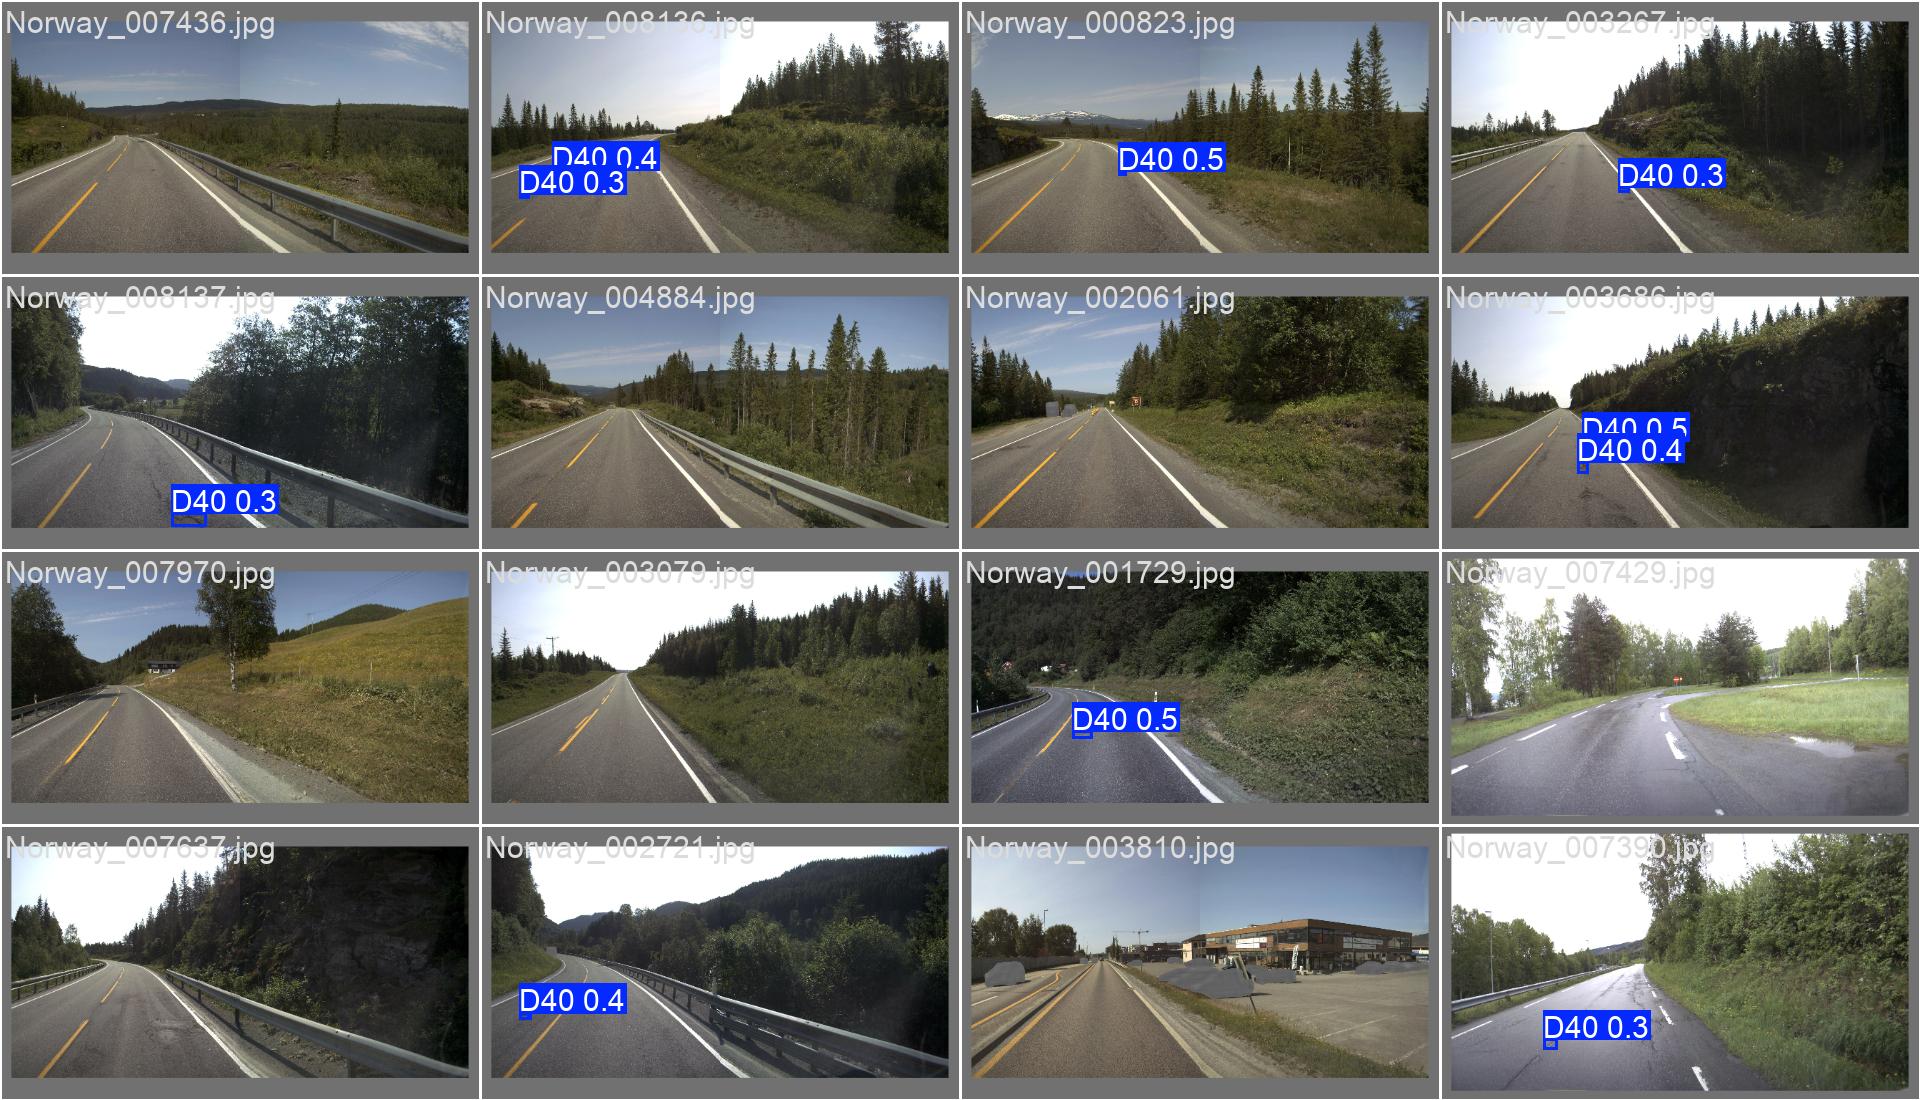 Norway_007436.jpg
Norway_008136.jpg
D40 0.4
D40 0.3
Norway_000823.jpg
D40 0.5
Norway_003267.jpg
D40 0.3
Norway_008137.jpg
D40 0.3
Norway_004884.jpg
Norway_002061.jpg
Norway_003686.jpg
D40 0.5
D40 0.4
Norway_007970.jpg
Norway_003079.jpg
Norway_001729.jpg
D40 0.5
Norway_007429.jpg
Norway_007637.jpg
Norway_002721.jpg
D40 0.4
Norway_003810.jpg
Norway_007390.jpg
D40 0.3